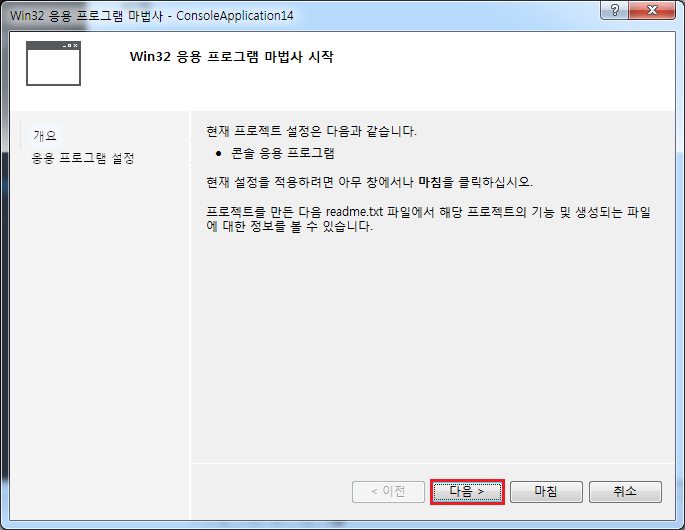 Win32 응용 프로그램 마법사 - ConsoleApplication14
?
Win32 응용 프로그램 마법사 시작
개요
응용 프로그램 설정
현재 프로젝트 설정은 다음과 같습니다.
• 콘솔 응용 프로그램
현재 설정을 적용하려면 아무 창에서나 마침을 클릭하십시오.
프로젝트를 만든 다음 readme.txt 파일에서 해당 프로젝트의 기능 및 생성되는 파일
에 대한 정보를 볼 수 있습니다.
< 이전 다음 > 마침 취소